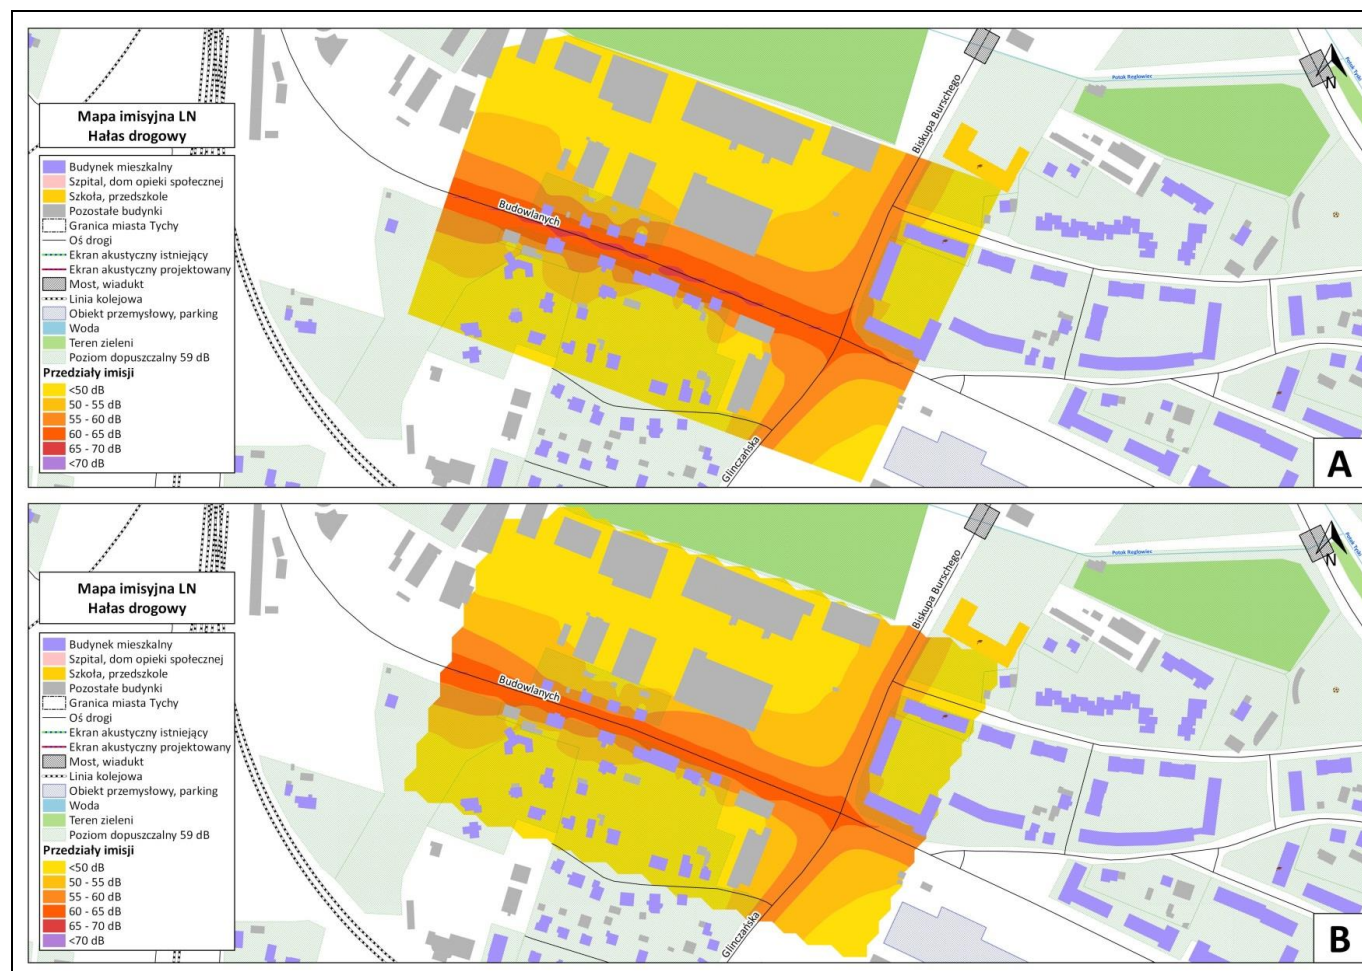 Mapa imisyjna LN
Hałas drogowy
Budynek mieszkalny
Szpital, dom opieki społecznej
Szkoła, przedszkole
Pozostałe budynki
Granica miasta Tychy
Oś drogi
Ekran akustyczny istniejący
Ekran akustyczny projektowany
Most, wiadukt
Linia kolejowa
Obiekt przemysłowy, parking
Woda
Teren zieleni
Poziom dopuszczalny 59 dB
Przedziały imisji
<50 dB
50 - 55 dB
55 - 60 dB
60 - 65 dB
65 - 70 dB
<70 dB
Budowlanych
Biskupa Burschego
Glinczańska
Potok Roglowiec
N
A
Mapa imisyjna LN
Hałas drogowy
Budynek mieszkalny
Szpital, dom opieki społecznej
Szkoła, przedszkole
Pozostałe budynki
Granica miasta Tychy
Oś drogi
Ekran akustyczny istniejący
Ekran akustyczny projektowany
Most, wiadukt
Linia kolejowa
Obiekt przemysłowy, parking
Woda
Teren zieleni
Poziom dopuszczalny 59 dB
Przedziały imisji
<50 dB
50 - 55 dB
55 - 60 dB
60 - 65 dB
65 - 70 dB
<70 dB
Budowlanych
Biskupa Burschego
Glinczańska
Potok Roglowiec
N
B